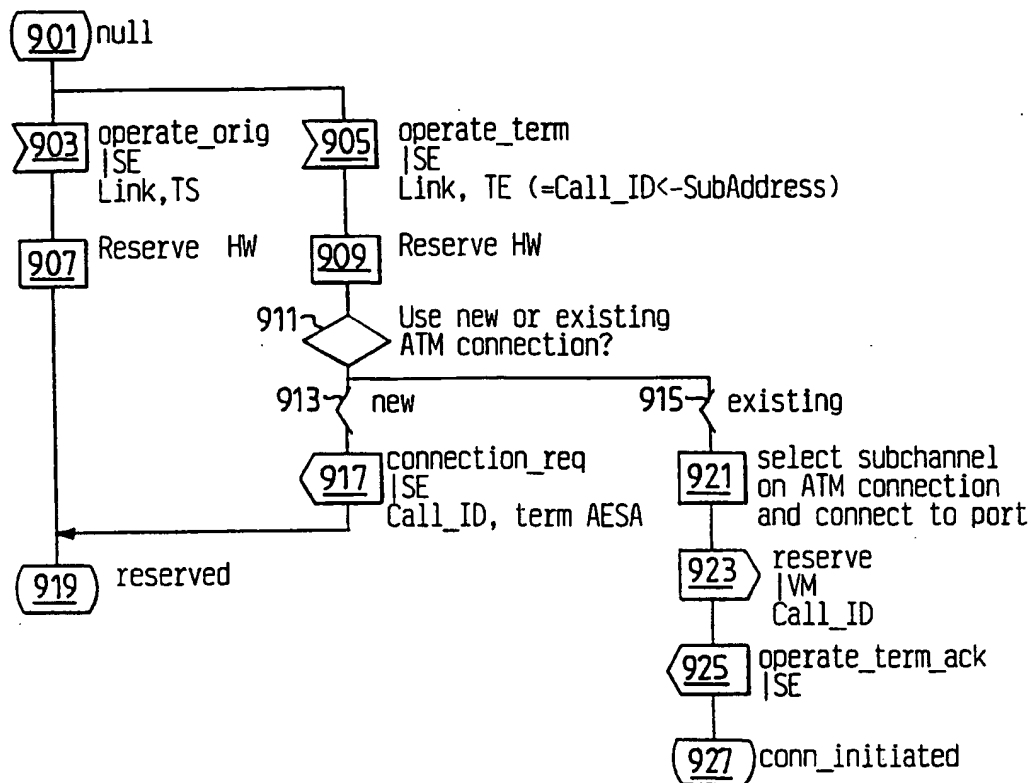 901 null
903 operate_orig
|SE
Link,TS
905 operate_term
|SE
Link, TE (=Call_ID<-SubAddress)
907 Reserve HW
909 Reserve HW
911 Use new or existing
ATM connection?
913 new
915 existing
917 connection_req
|SE
Call_ID, term AESA
921 select subchannel
on ATM connection
and connect to port
919 reserved
923 reserve
|VM
Call_ID
925 operate_term_ack
|SE
927 conn_initiated